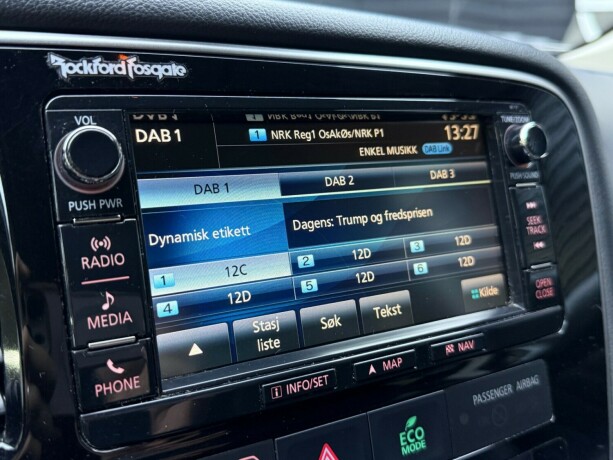 Rockford Fosgate
VOL
PUSH PWR
RADIO
MEDIA
PHONE
DAB 1
1 NRK Reg1 OsAkØs/NRK P1
13:27
ENKEL MUSIKK DAB Link
DAB 1 DAB 2 DAB 3
Dynamisk etikett
Dagens: Trump og fredsprisen
1 12C 2 12D 3 12D
4 12D 5 12D 6 12D
Stasj liste
Søk
Tekst
Kilde
TUNE/ZOOM
PUSH SOUND
SEEK
TRACK
OPEN
CLOSE
i INFO/SET
MAP
NAV
ECO
MODE
PASSENGER AIRBAG